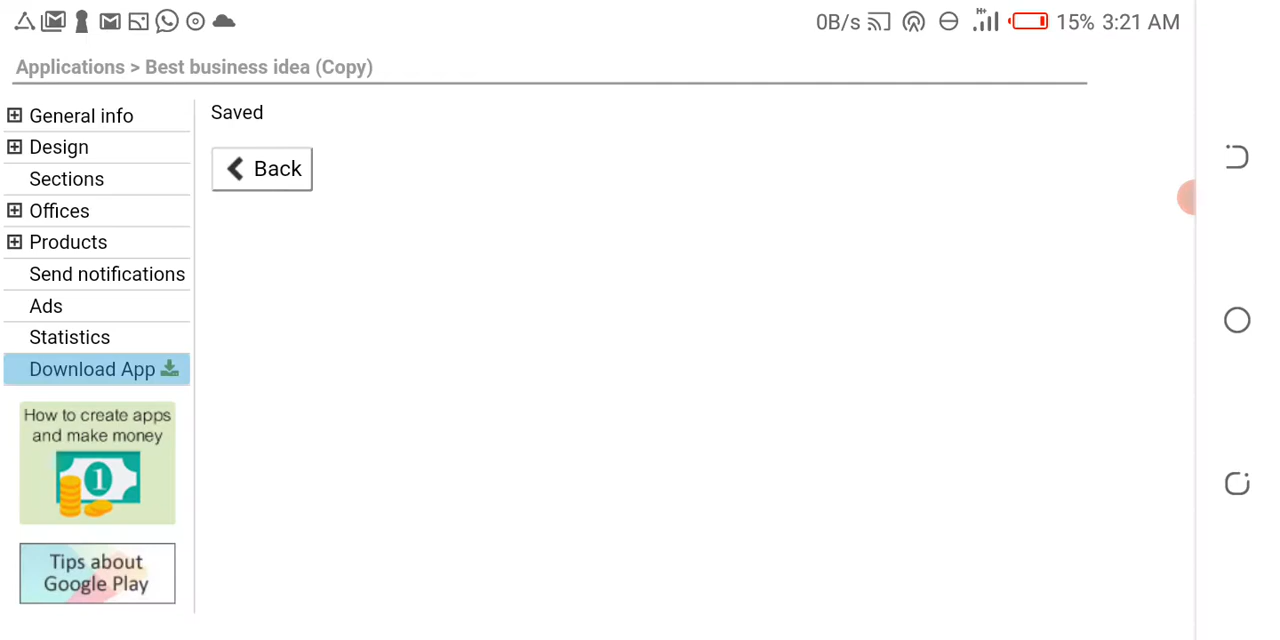 0B/s H+ 15% 3:21 AM
Applications > Best business idea (Copy)
General info
Design
Sections
Offices
Products
Send notifications
Ads
Statistics
Download App
How to create apps
and make money
1
Tips about
Google Play
Saved
Back